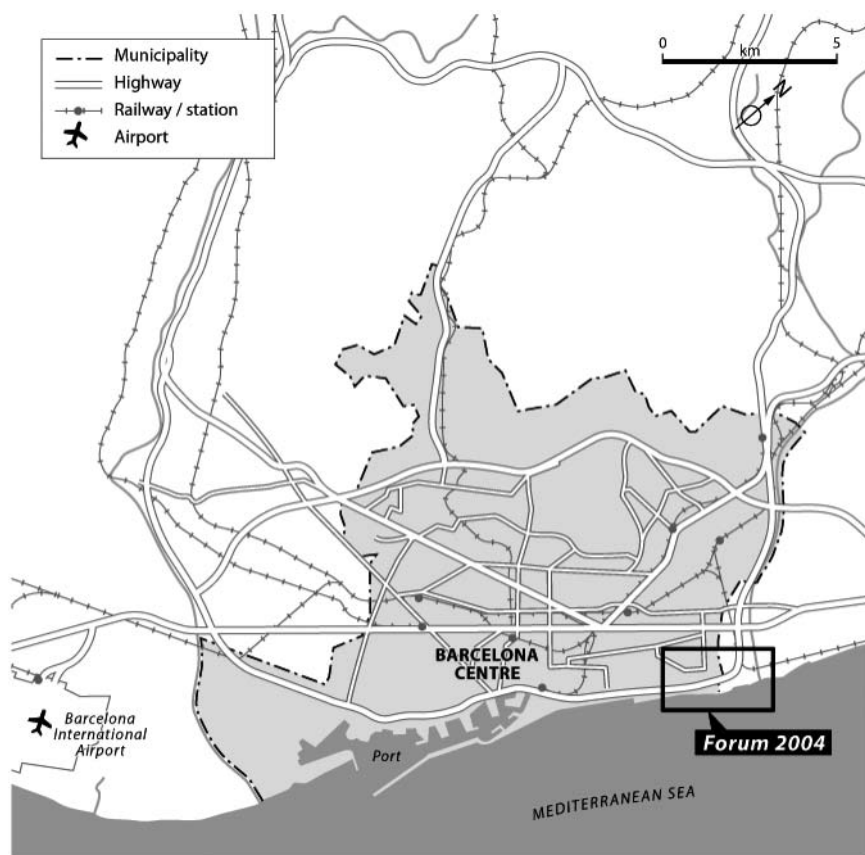 Municipality
Highway
Railway / station
Airport
0 5
km
N
BARCELONA
CENTRE
Barcelona
International
Airport
Port
Forum 2004
MEDITERRANEAN SEA